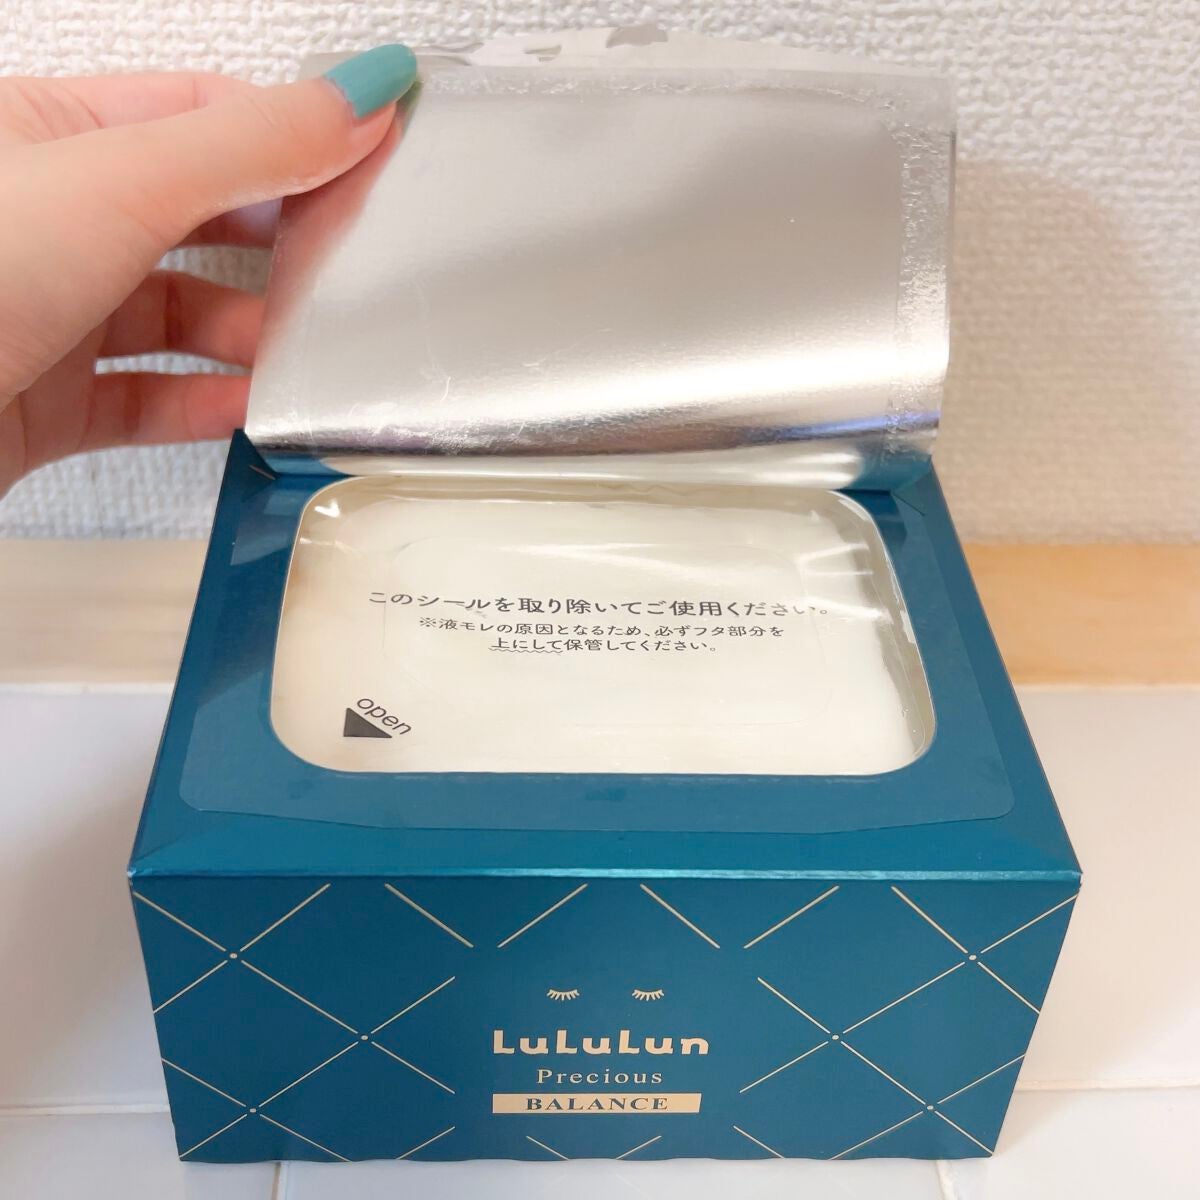 このシールを取り除いてご使用ください。
※液モレの原因となるため、必ずフタ部分を
上にして保管してください。
open
LuLuLun
Precious
BALANCE